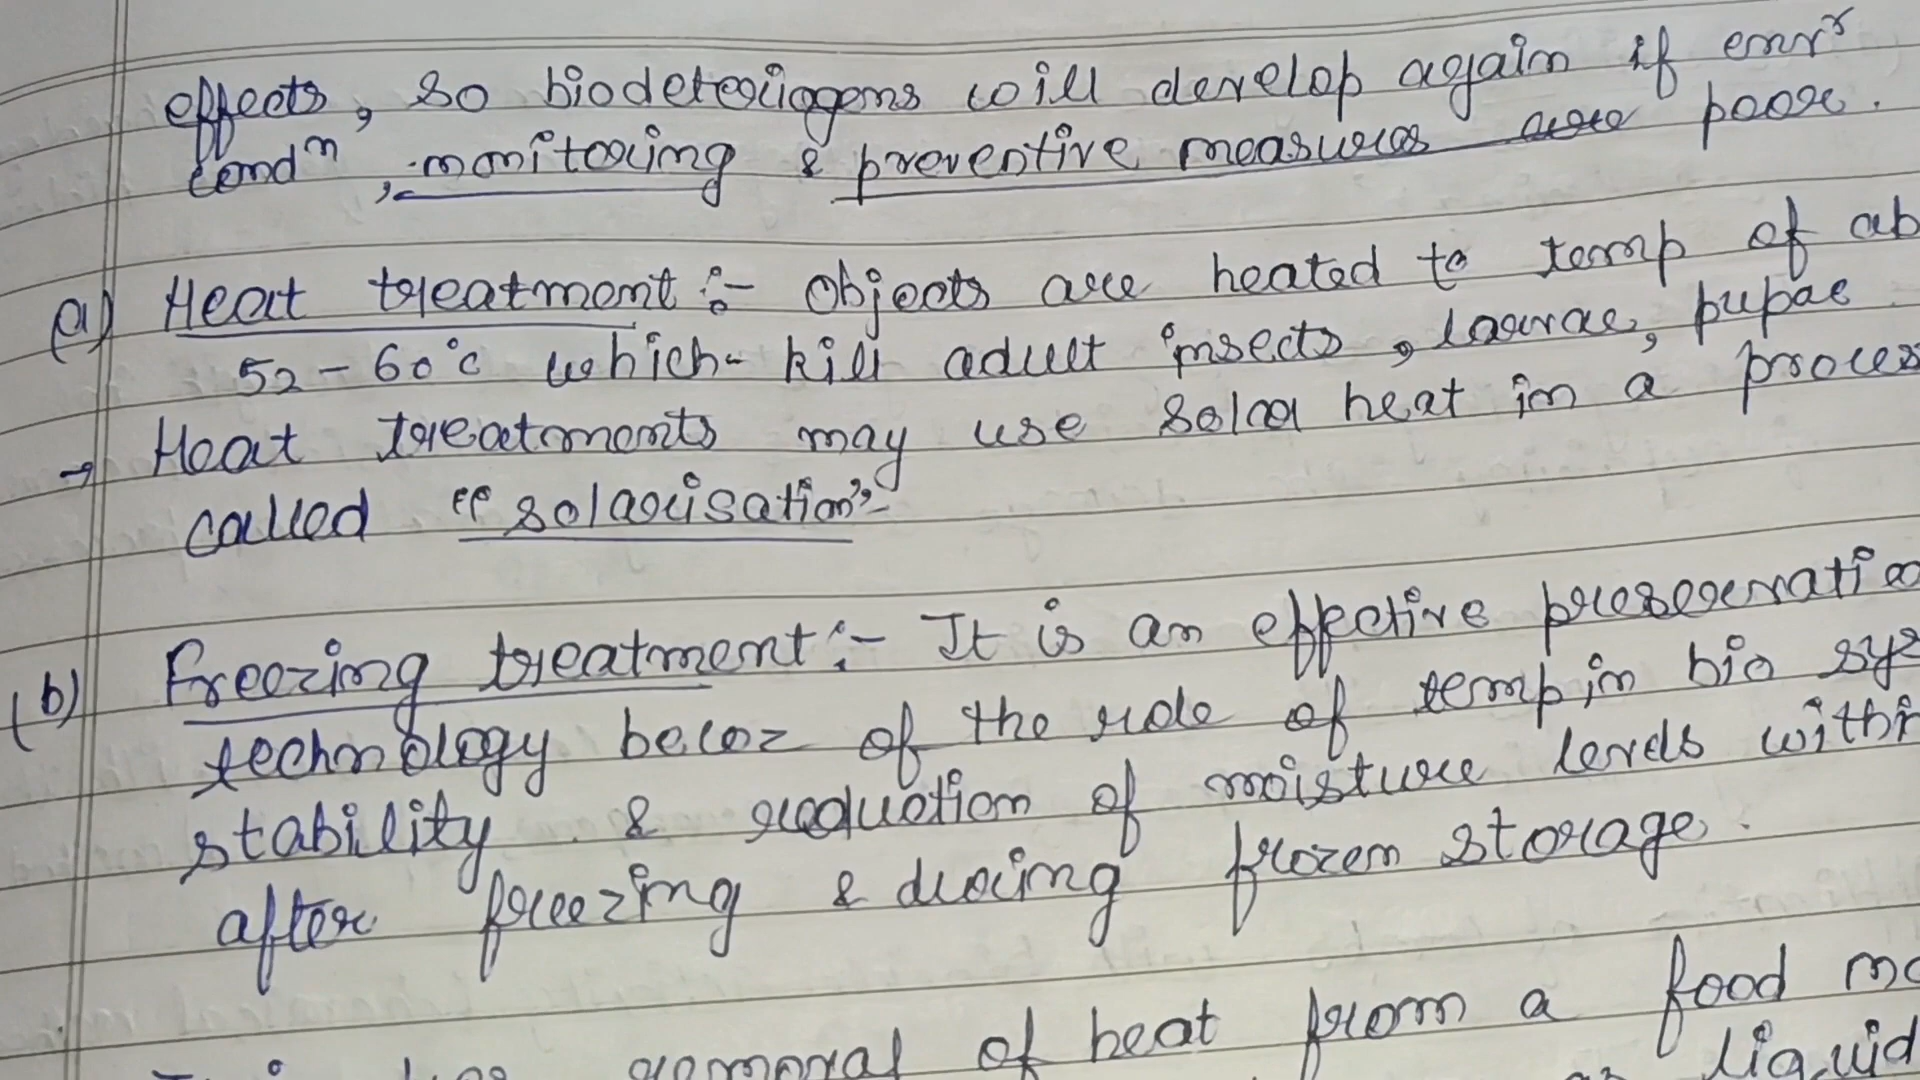 effects, so biodeteriogens will develop again if envr
condn, monitoring & preventive measures are poor.
(a) Heat treatment :- Objects are heated to temp of ab
52-60°c which kill adult insects, larvae, pupae
→ Heat treatments may use solar heat in a proces
called "solarisation"
(b) Freezing treatment :- It is an effective preservatio
technology becoz of the role of temp in bio sys
stability & reduction of moisture levels withi
after freezing & during frozen storage.
removal of heat from a food mo
liquid